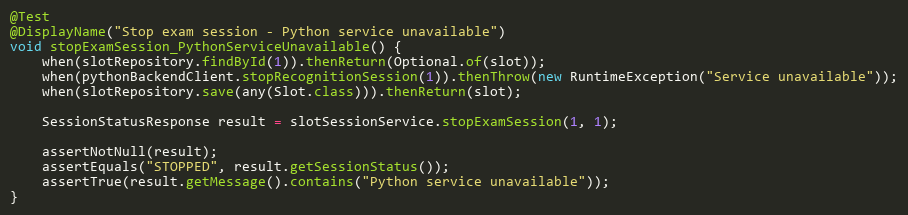 @Test
@DisplayName("Stop exam session - Python service unavailable")
void stopExamSession_PythonServiceUnavailable() {
    when(slotRepository.findById(1)).thenReturn(Optional.of(slot));
    when(pythonBackendClient.stopRecognitionSession(1)).thenThrow(new RuntimeException("Service unavailable"));
    when(slotRepository.save(any(Slot.class))).thenReturn(slot);

    SessionStatusResponse result = slotSessionService.stopExamSession(1, 1);

    assertNotNull(result);
    assertEquals("STOPPED", result.getSessionStatus());
    assertTrue(result.getMessage().contains("Python service unavailable"));
}